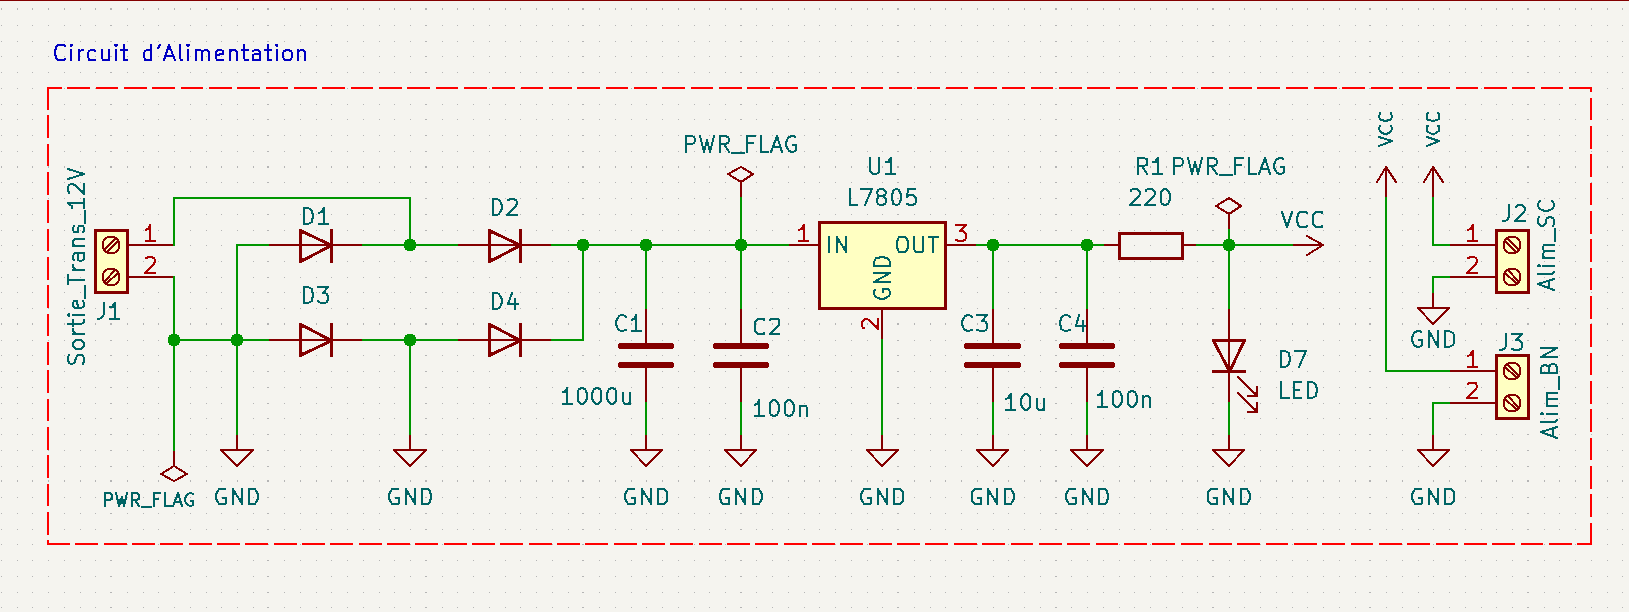 Circuit d'Alimentation
Sortie_Trans_12V
J1
1
2
D1
D2
D3
D4
PWR_FLAG
GND
GND
PWR_FLAG
C1
1000u
GND
C2
100n
GND
U1
L7805
1
IN
OUT
3
GND
2
GND
C3
10u
GND
C4
100n
GND
R1
220
PWR_FLAG
VCC
D7
LED
GND
VCC
VCC
J2
Alim_SC
1
2
GND
J3
Alim_BN
1
2
GND